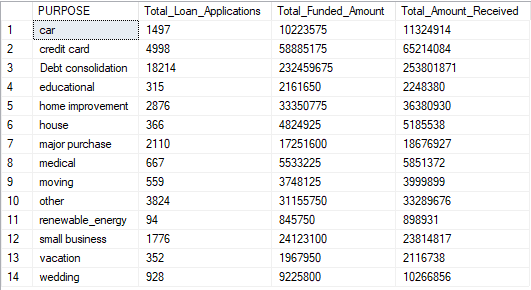 PURPOSE Total_Loan_Applications Total_Funded_Amount Total_Amount_Received
1 car 1497 10223575 11324914
2 credit card 4998 58885175 65214084
3 Debt consolidation 18214 232459675 253801871
4 educational 315 2161650 2248380
5 home improvement 2876 33350775 36380930
6 house 366 4824925 5185538
7 major purchase 2110 17251600 18676927
8 medical 667 5533225 5851372
9 moving 559 3748125 3999899
10 other 3824 31155750 33289676
11 renewable_energy 94 845750 898931
12 small business 1776 24123100 23814817
13 vacation 352 1967950 2116738
14 wedding 928 9225800 10266856